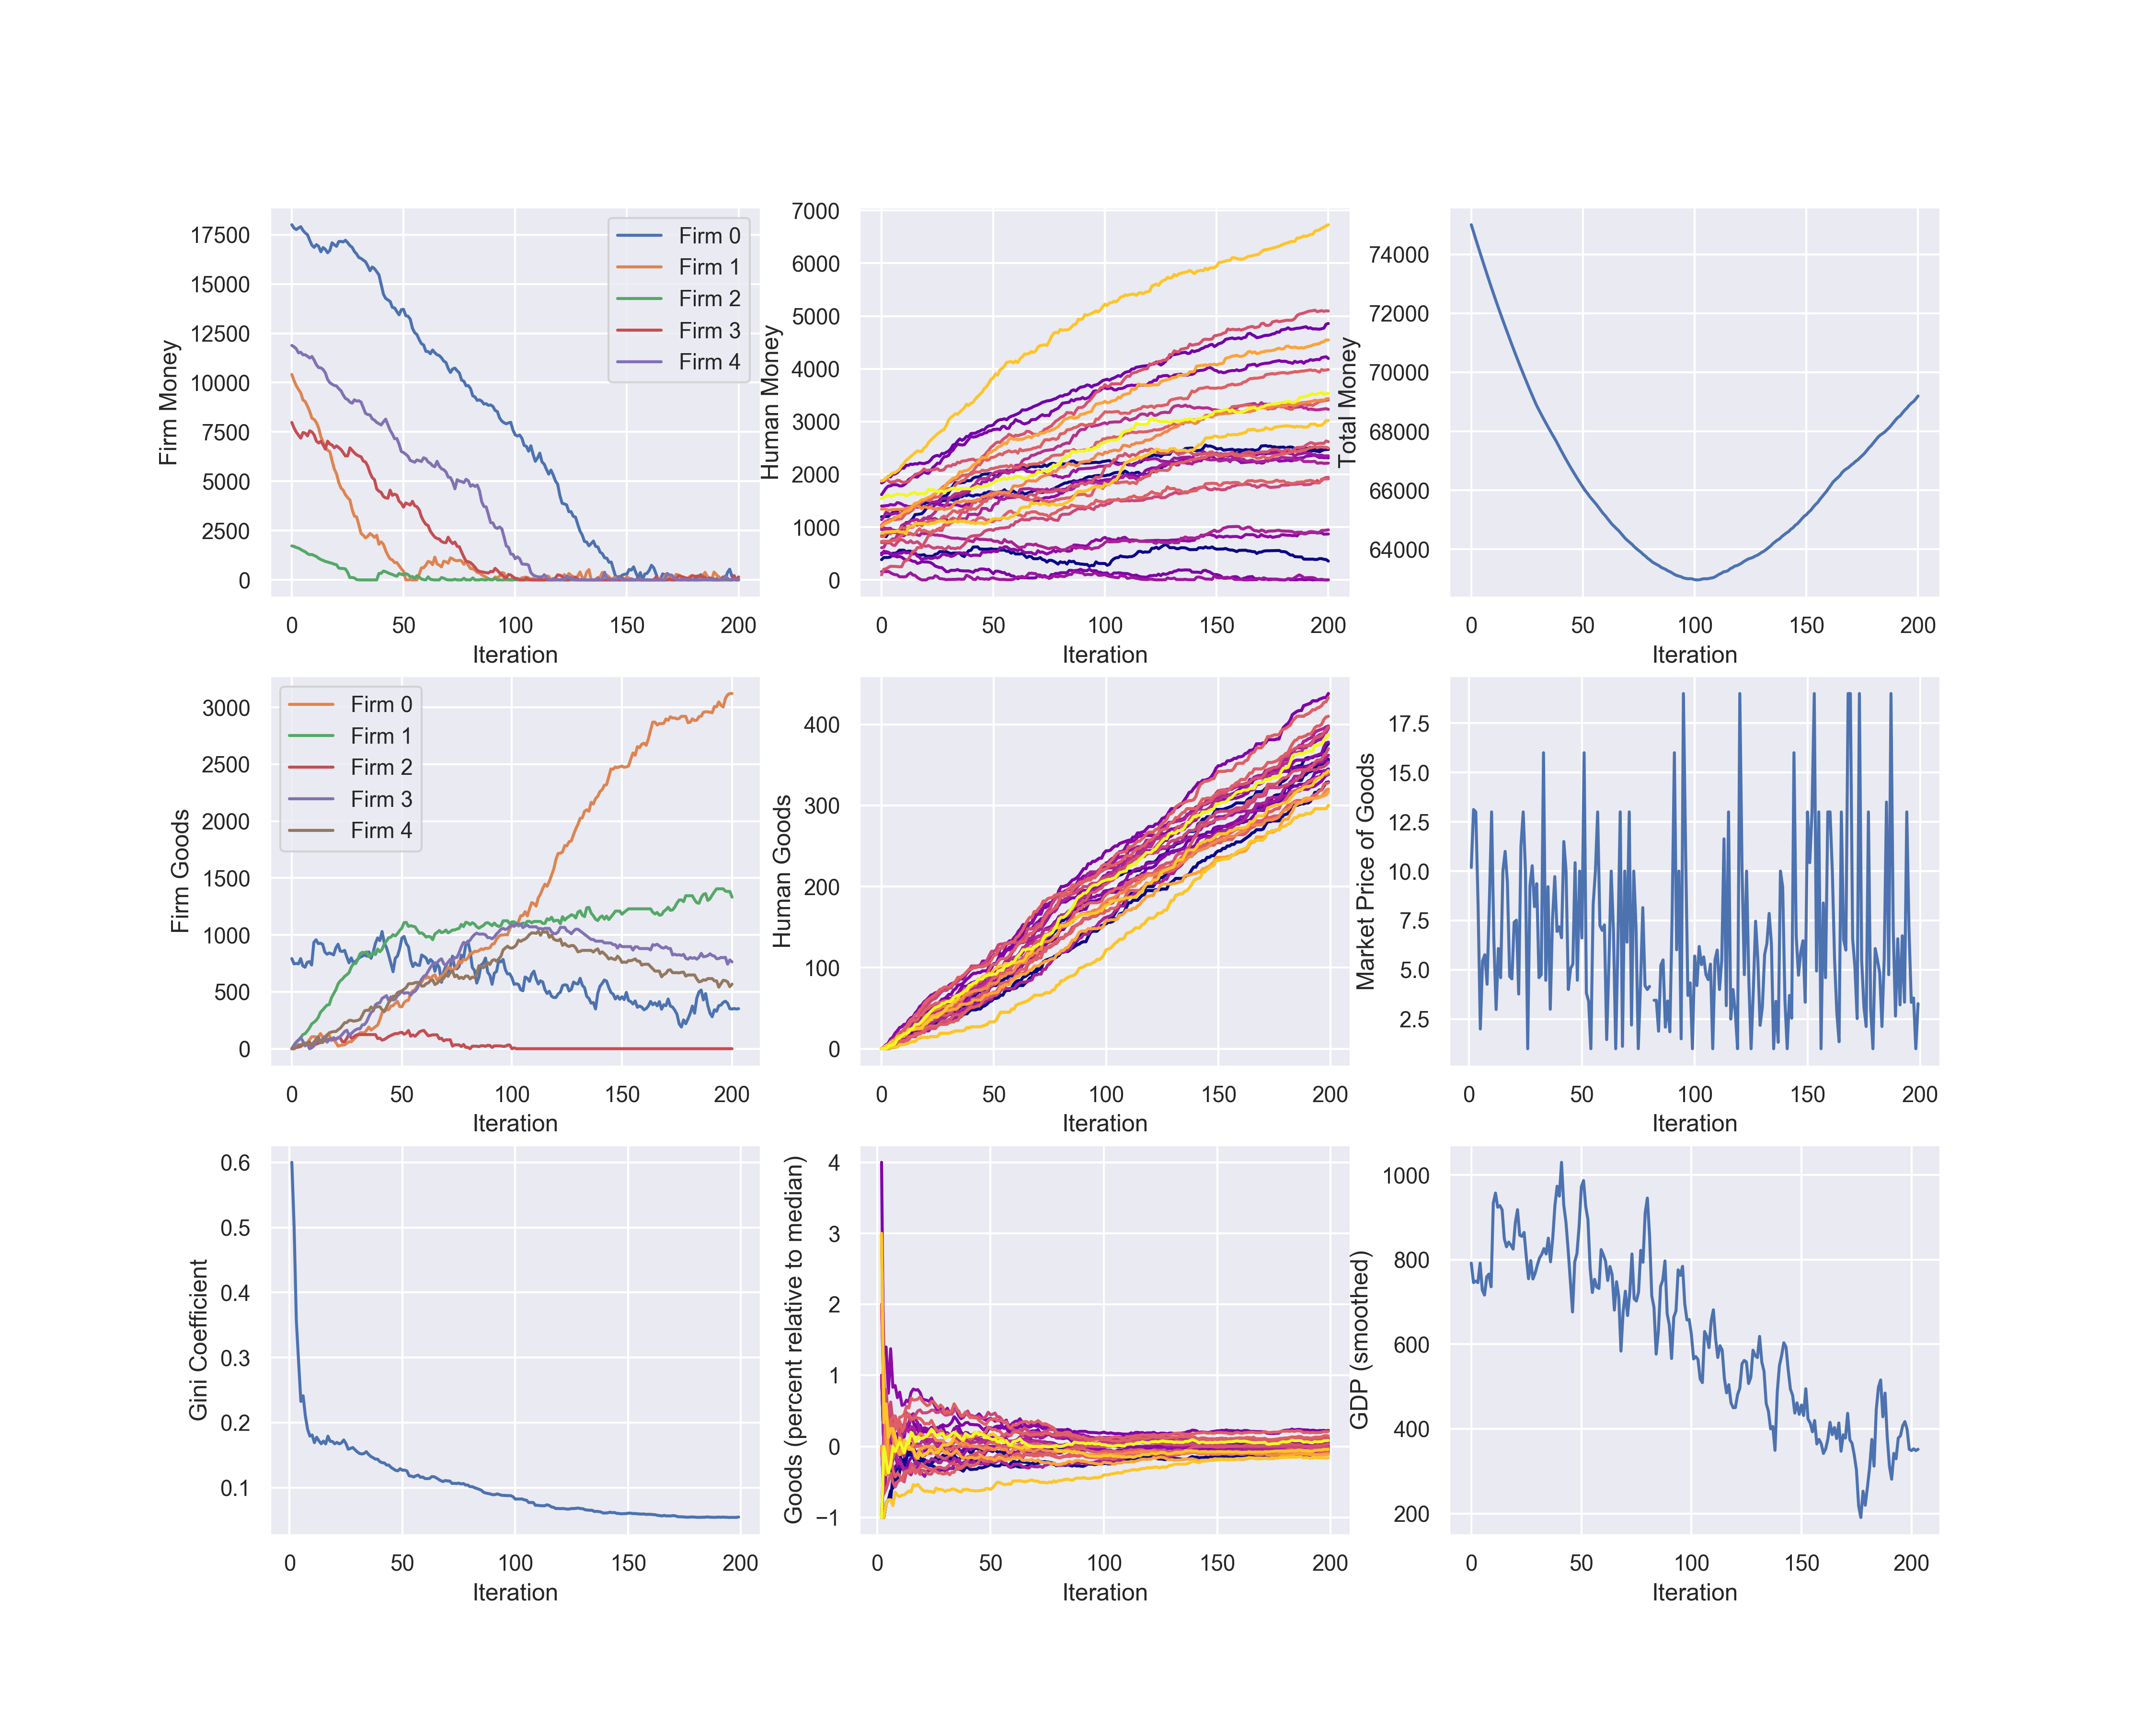 Firm Money
17500
15000
12500
10000
7500
5000
2500
0
Firm 0
Firm 1
Firm 2
Firm 3
Firm 4
0 50 100 150 200
Iteration
Human Money
7000
6000
5000
4000
3000
2000
1000
0
0 50 100 150 200
Iteration
Total Money
74000
72000
70000
68000
66000
64000
0 50 100 150 200
Iteration
Firm Goods
3000
2500
2000
1500
1000
500
0
Firm 0
Firm 1
Firm 2
Firm 3
Firm 4
0 50 100 150 200
Iteration
Human Goods
400
300
200
100
0
0 50 100 150 200
Iteration
Market Price of Goods
17.5
15.0
12.5
10.0
7.5
5.0
2.5
0 50 100 150 200
Iteration
Gini Coefficient
0.6
0.5
0.4
0.3
0.2
0.1
0 50 100 150 200
Iteration
Goods (percent relative to median)
4
3
2
1
0
−1
0 50 100 150 200
Iteration
GDP (smoothed)
1000
800
600
400
200
0 50 100 150 200
Iteration